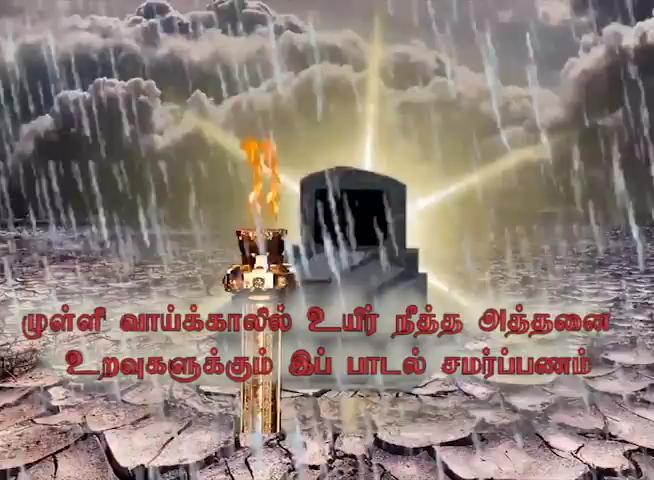 முள்ளி வாய்க்காலில் உயிர் நீத்த அத்தனை
உறவுகளுக்கும் இப் பாடல் சமர்ப்பணம்